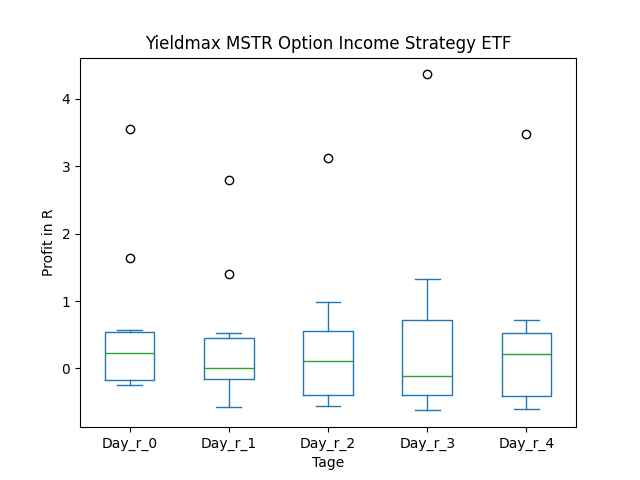 Yieldmax MSTR Option Income Strategy ETF
Profit in R
4
3
2
1
0
Day_r_0 Day_r_1 Day_r_2 Day_r_3 Day_r_4
Tage